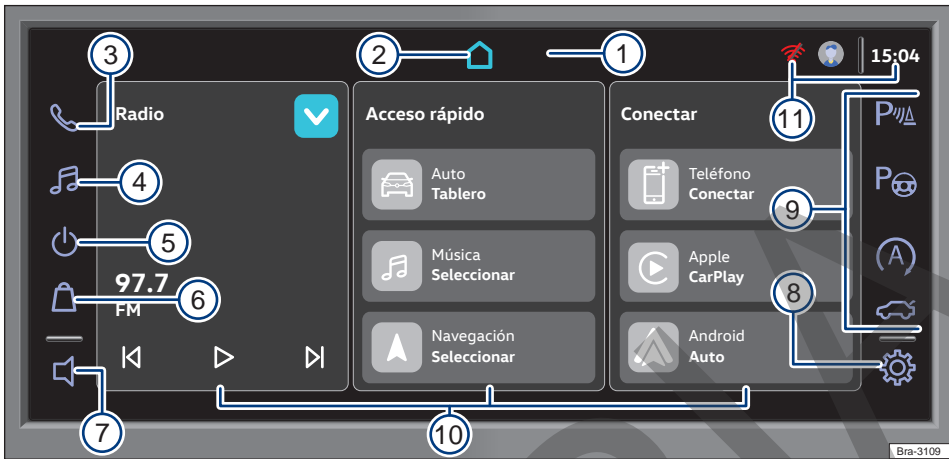 3
2
1
15:04
11
Radio
Acceso rápido
Conectar
P
4
Auto
Tablero
Teléfono
Conectar
P
9
5
Música
Seleccionar
Apple
CarPlay
A
97.7
FM
6
8
Navegación
Seleccionar
Android
Auto
7
10
Bra-3109